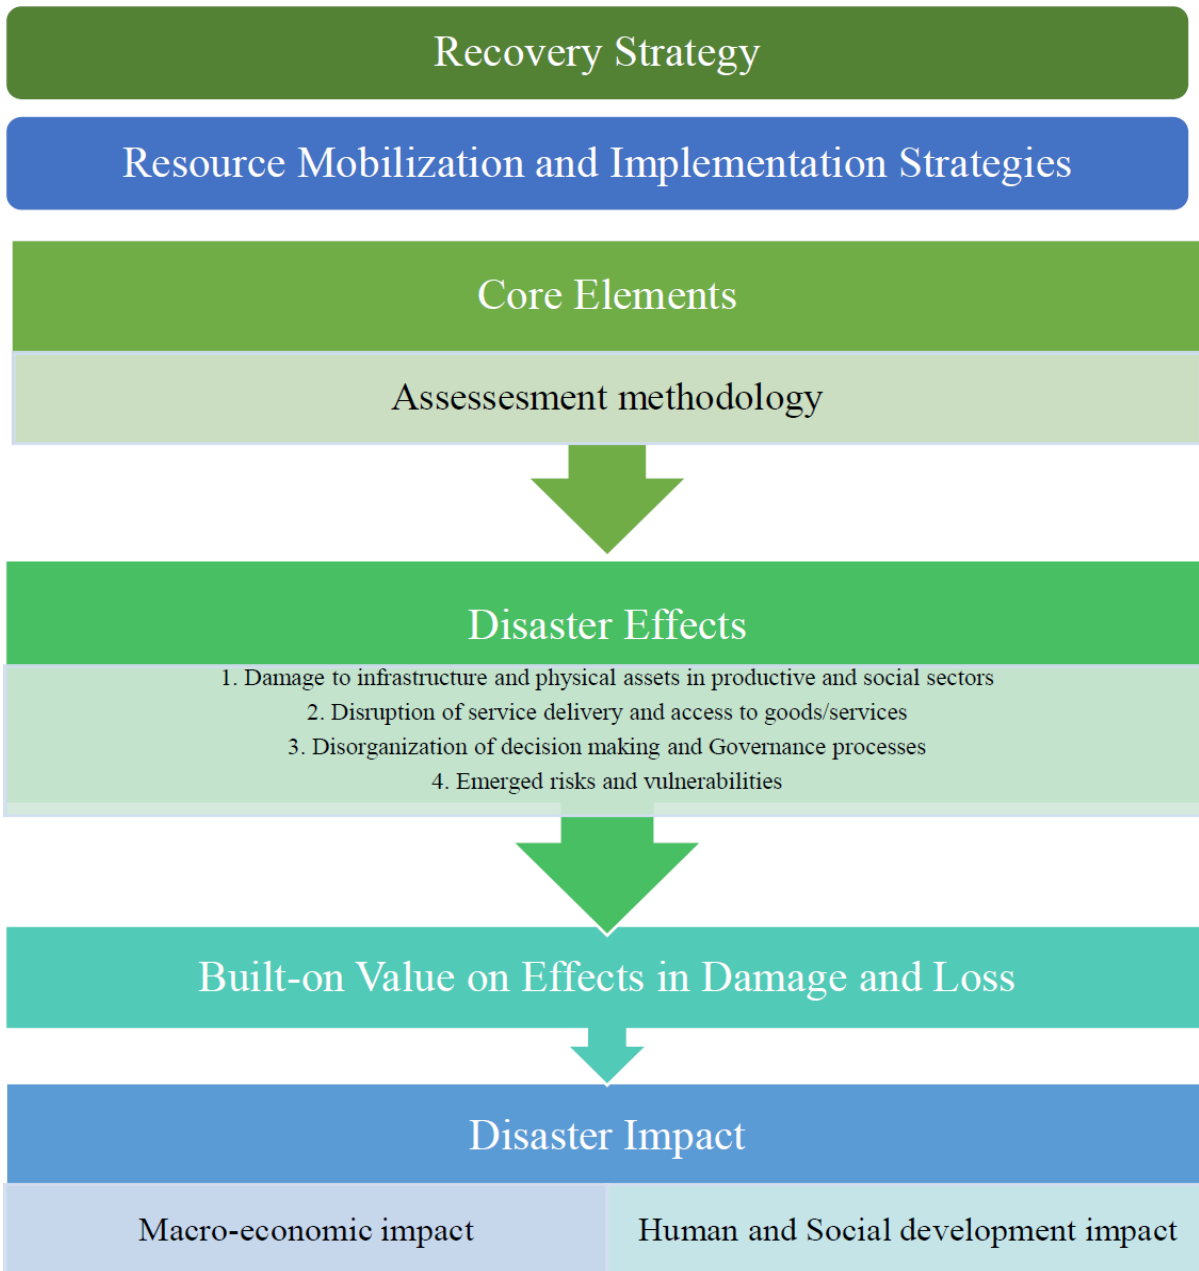 Recovery Strategy
Resource Mobilization and Implementation Strategies
Core Elements
Assessesment methodology
Disaster Effects
1. Damage to infrastructure and physical assets in productive and social sectors
2. Disruption of service delivery and access to goods/services
3. Disorganization of decision making and Governance processes
4. Emerged risks and vulnerabilities
Built-on Value on Effects in Damage and Loss
Disaster Impact
Macro-economic impact
Human and Social development impact